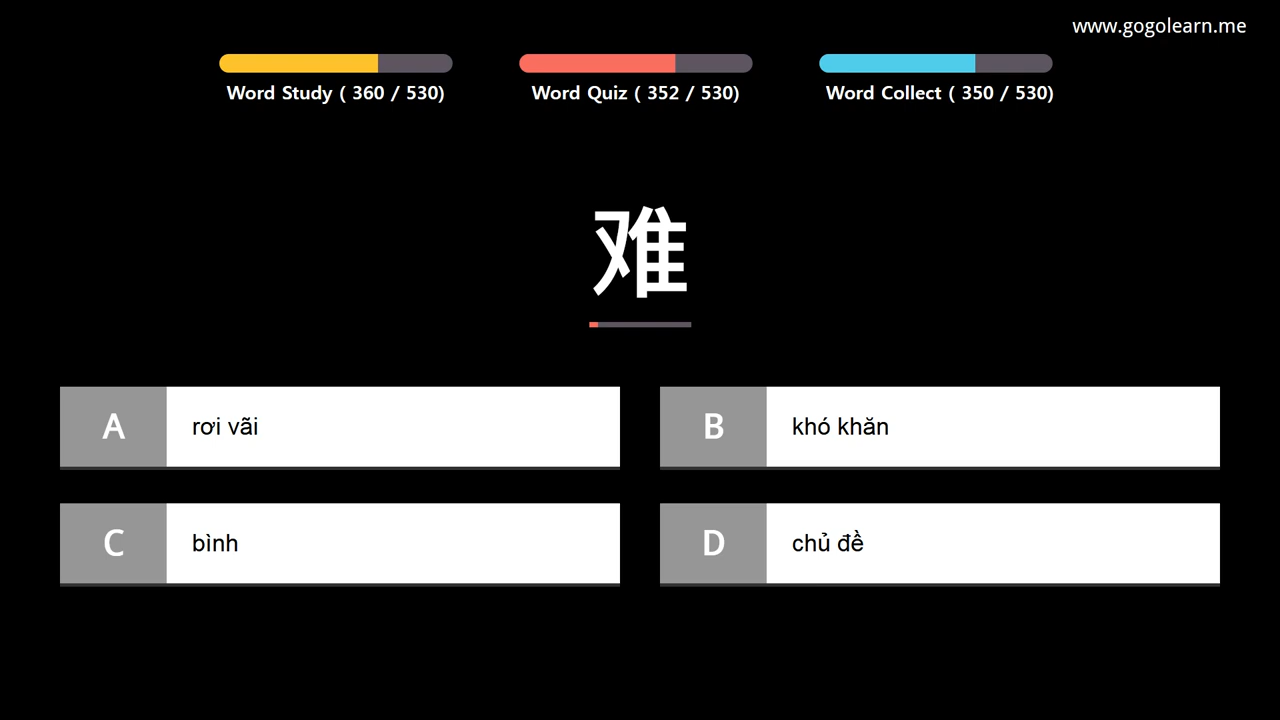 www.gogolearn.me
Word Study ( 360 / 530)
Word Quiz ( 352 / 530)
Word Collect ( 350 / 530)
难
A rơi vãi
B khó khăn
C bình
D chủ đề